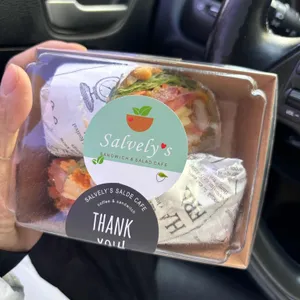 Salvely's
SANDWICH & SALAD CAFE
SALVELY'S SALDE CAFE
coffee & sandwich
THANK
YOU!